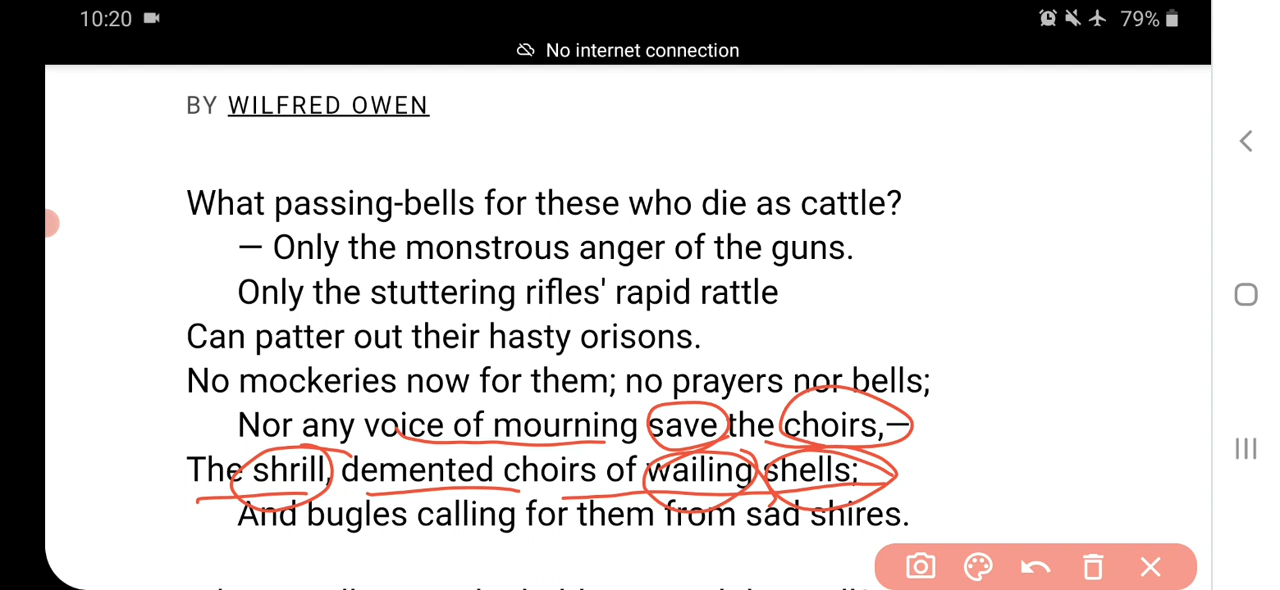 10:20 79%
No internet connection
BY WILFRED OWEN
What passing-bells for these who die as cattle?
— Only the monstrous anger of the guns.
Only the stuttering rifles' rapid rattle
Can patter out their hasty orisons.
No mockeries now for them; no prayers nor bells;
Nor any voice of mourning save the choirs,—
The shrill, demented choirs of wailing shells;
And bugles calling for them from sad shires.